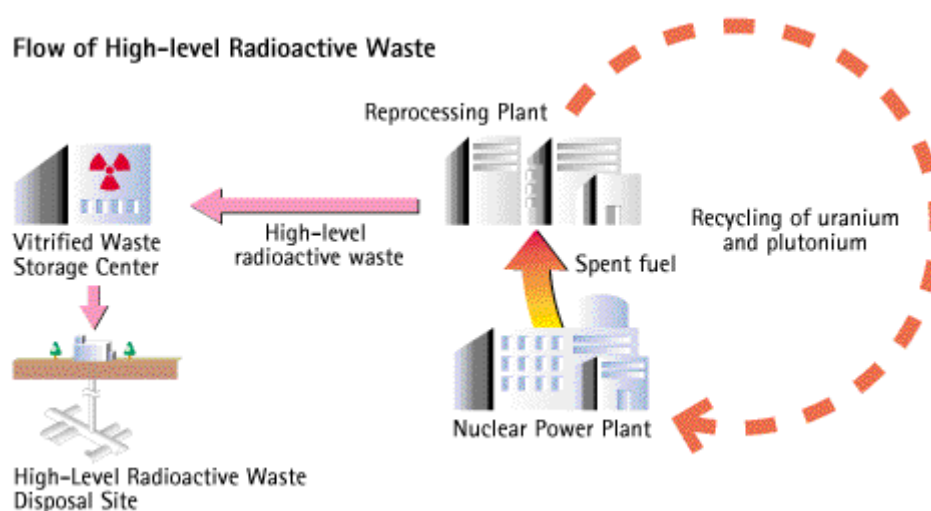 Flow of High-level Radioactive Waste
Reprocessing Plant
Vitrified Waste
Storage Center
High-level
radioactive waste
Spent fuel
Recycling of uranium
and plutonium
Nuclear Power Plant
High-Level Radioactive Waste
Disposal Site